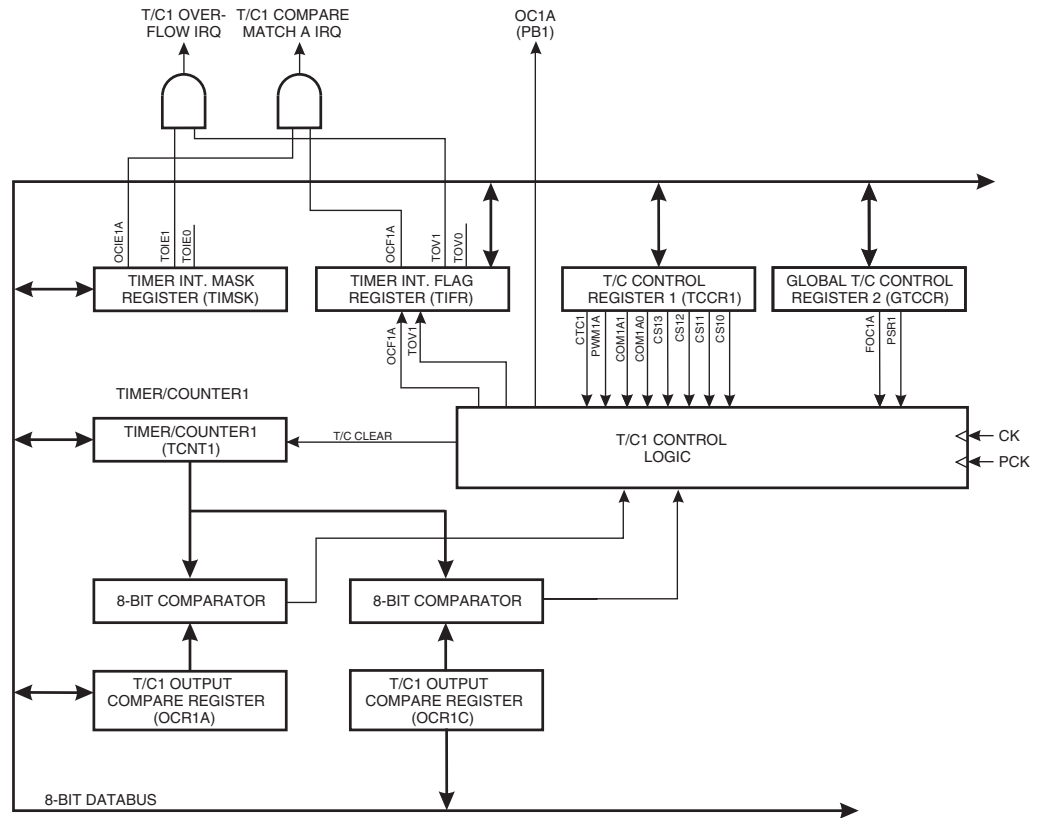 T/C1 OVER-
FLOW IRQ
T/C1 COMPARE
MATCH A IRQ
OC1A
(PB1)
OCIE1A
TOIE1
TOIE0
OCF1A
TOV1
TOV0
TIMER INT. MASK
REGISTER (TIMSK)
TIMER INT. FLAG
REGISTER (TIFR)
T/C CONTROL
REGISTER 1 (TCCR1)
GLOBAL T/C CONTROL
REGISTER 2 (GTCCR)
OCF1A
TOV1
CTC1
PWM1A
COM1A1
COM1A0
CS13
CS12
CS11
CS10
FOC1A
PSR1
TIMER/COUNTER1
TIMER/COUNTER1
(TCNT1)
T/C CLEAR
T/C1 CONTROL
LOGIC
CK
PCK
8-BIT COMPARATOR
8-BIT COMPARATOR
T/C1 OUTPUT
COMPARE REGISTER
(OCR1A)
T/C1 OUTPUT
COMPARE REGISTER
(OCR1C)
8-BIT DATABUS